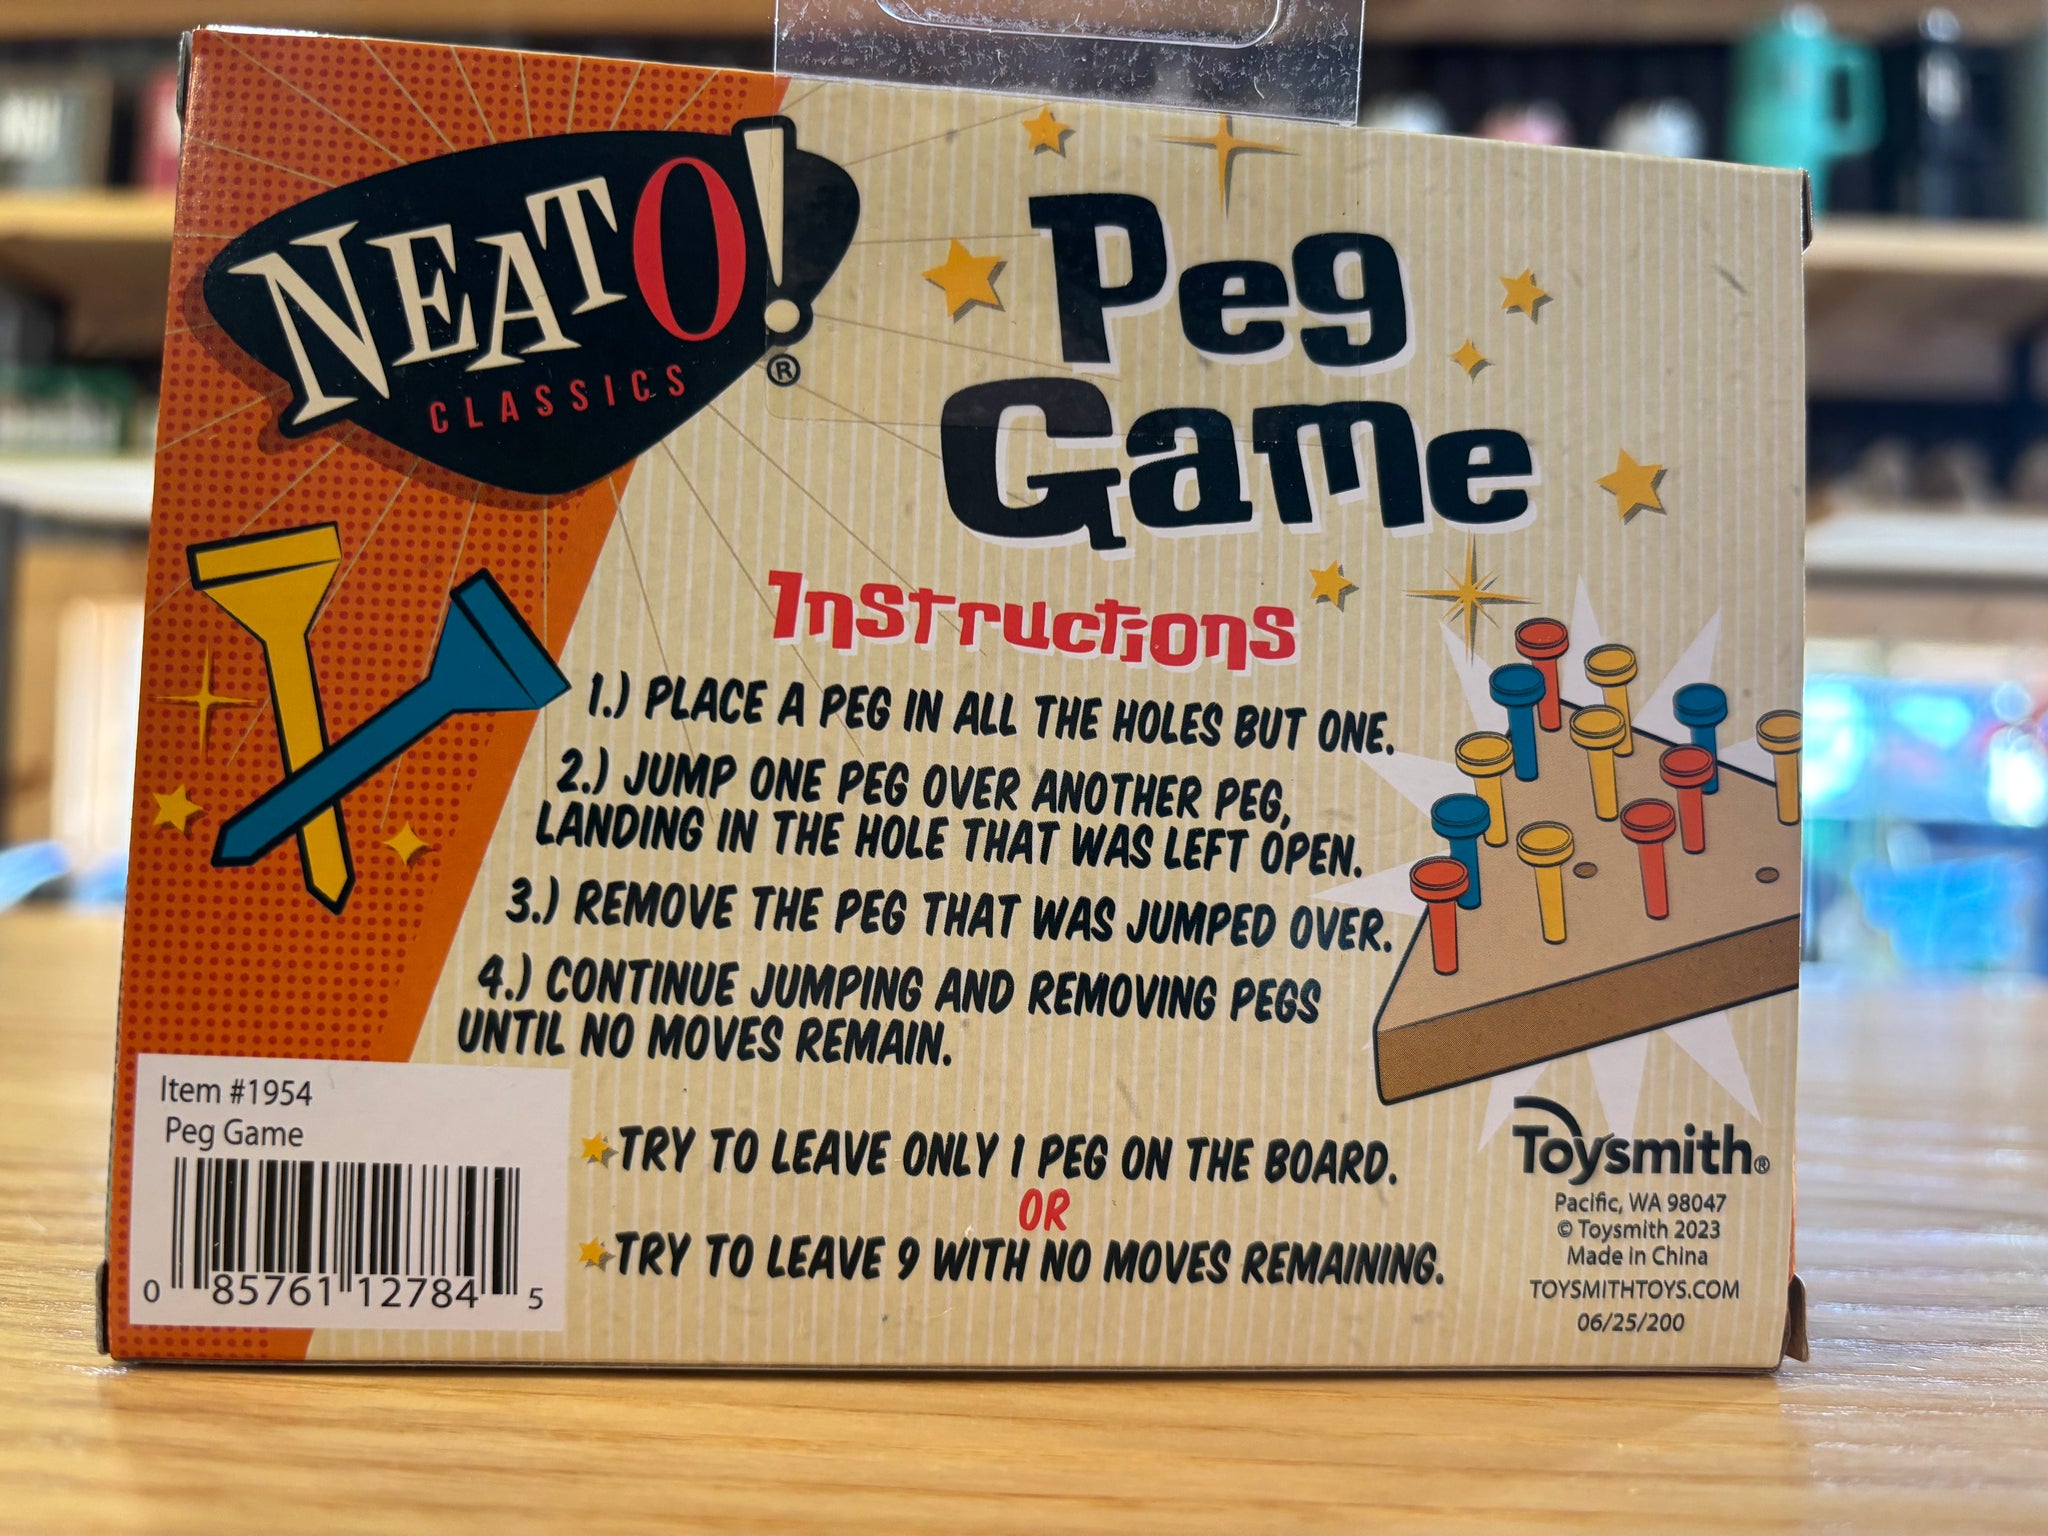 NEATO!®
CLASSICS
Peg
Game
Instructions
1.) PLACE A PEG IN ALL THE HOLES BUT ONE.
2.) JUMP ONE PEG OVER ANOTHER PEG,
LANDING IN THE HOLE THAT WAS LEFT OPEN.
3.) REMOVE THE PEG THAT WAS JUMPED OVER.
4.) CONTINUE JUMPING AND REMOVING PEGS
UNTIL NO MOVES REMAIN.
TRY TO LEAVE ONLY 1 PEG ON THE BOARD.
OR
TRY TO LEAVE 9 WITH NO MOVES REMAINING.
Item #1954
Peg Game
0 85761 12784 5
Toysmith®
Pacific, WA 98047
© Toysmith 2023
Made in China
TOYSMITHTOYS.COM
06/25/200